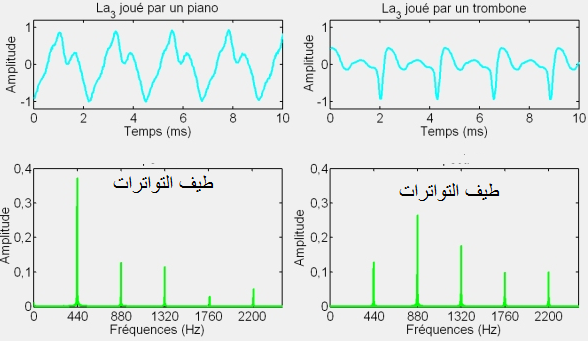 La3 joué par un piano
Amplitude
1
0
-1
0 2 4 6 8 10
Temps (ms)
La3 joué par un trombone
Amplitude
1
0
-1
0 2 4 6 8 10
Temps (ms)
طيف التواترات
Amplitude
0,4
0,3
0,2
0,1
0
0 440 880 1320 1760 2200
Fréquences (Hz)
طيف التواترات
Amplitude
0,4
0,3
0,2
0,1
0
0 440 880 1320 1760 2200
Fréquences (Hz)